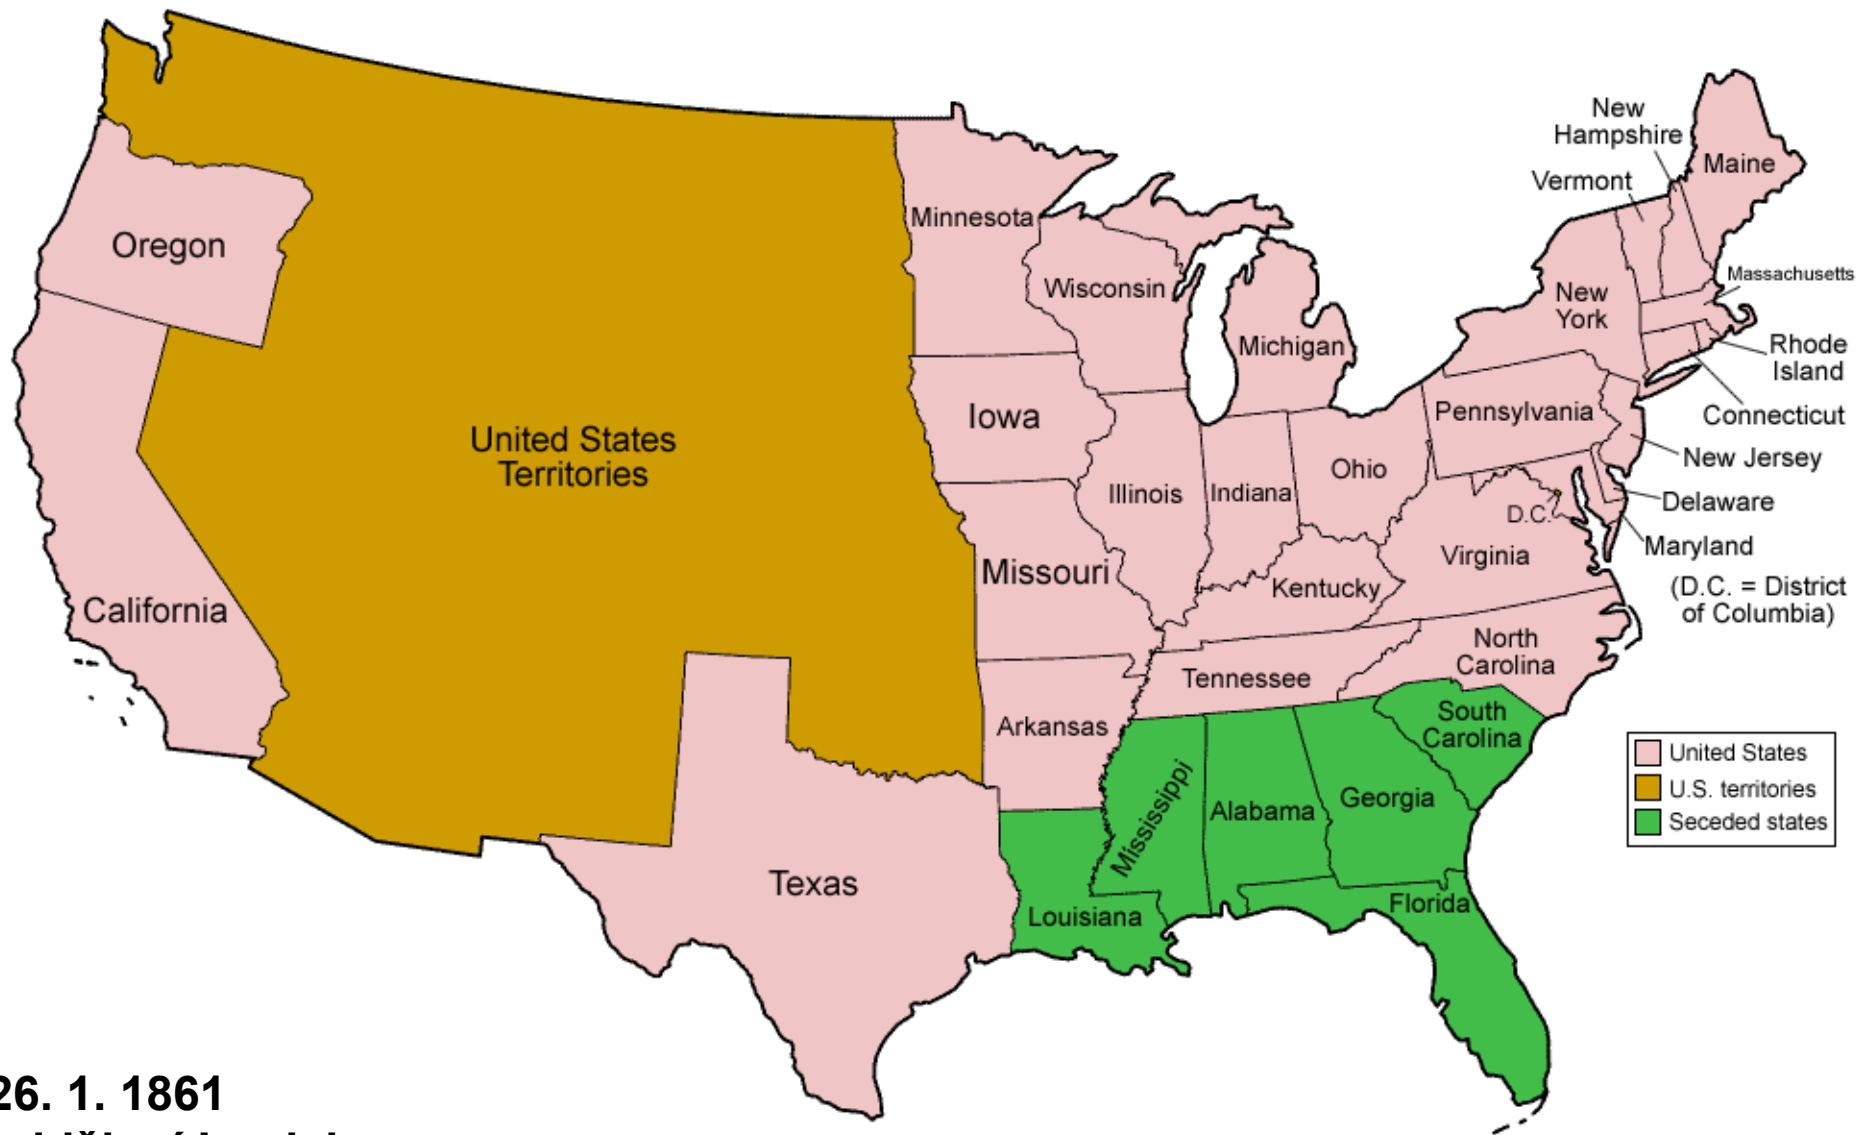 New
Hampshire
Maine
Vermont
Minnesota
Oregon
Massachusetts
Wisconsin
New
York
Michigan
Rhode
Island
Iowa
Pennsylvania
Connecticut
United States
Territories
New Jersey
Ohio
Illinois
Indiana
Delaware
D.C.
Maryland
Virginia
Missouri
Kentucky
(D.C. = District
of Columbia)
California
North
Carolina
Tennessee
South
Carolina
Arkansas
United States
U.S. territories
Seceded states
Mississippi
Alabama
Georgia
Texas
Florida
Louisiana
26. 1. 1861